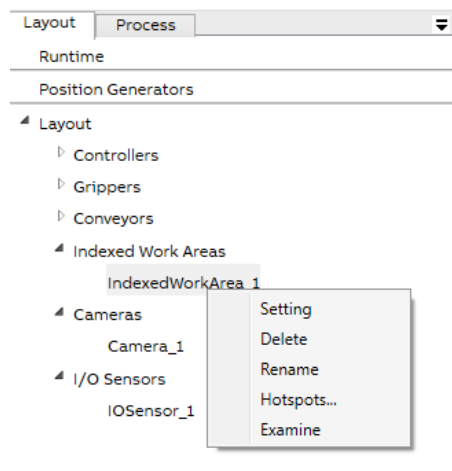 Layout Process
Runtime
Position Generators
Layout
Controllers
Grippers
Conveyors
Indexed Work Areas
IndexedWorkArea_1
Cameras
Camera_1
I/O Sensors
IOSensor_1
Setting
Delete
Rename
Hotspots...
Examine